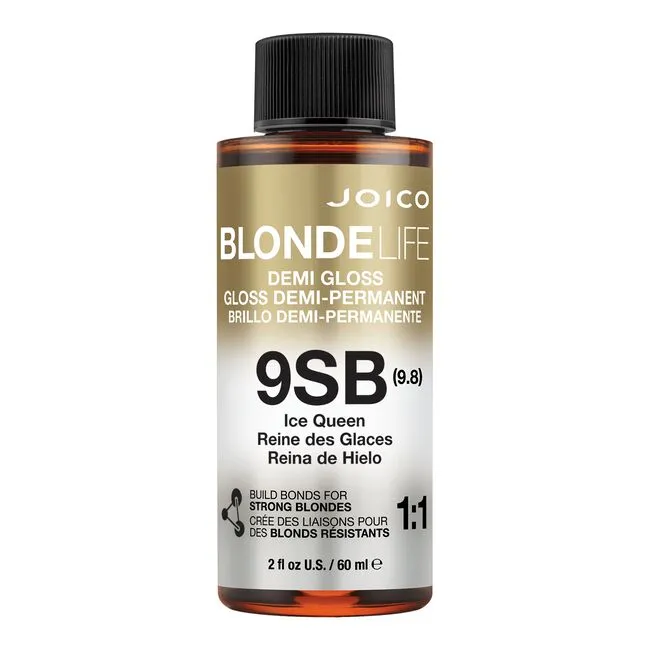 JOICO
BLONDELIFE
DEMI GLOSS
GLOSS DEMI-PERMANENT
BRILLO DEMI-PERMANENTE
9SB (9.8)
Ice Queen
Reine des Glaces
Reina de Hielo
BUILD BONDS FOR
STRONG BLONDES
CRÉE DES LIAISONS POUR
DES BLONDS RÉSISTANTS
1:1
2 fl oz U.S. / 60 ml e